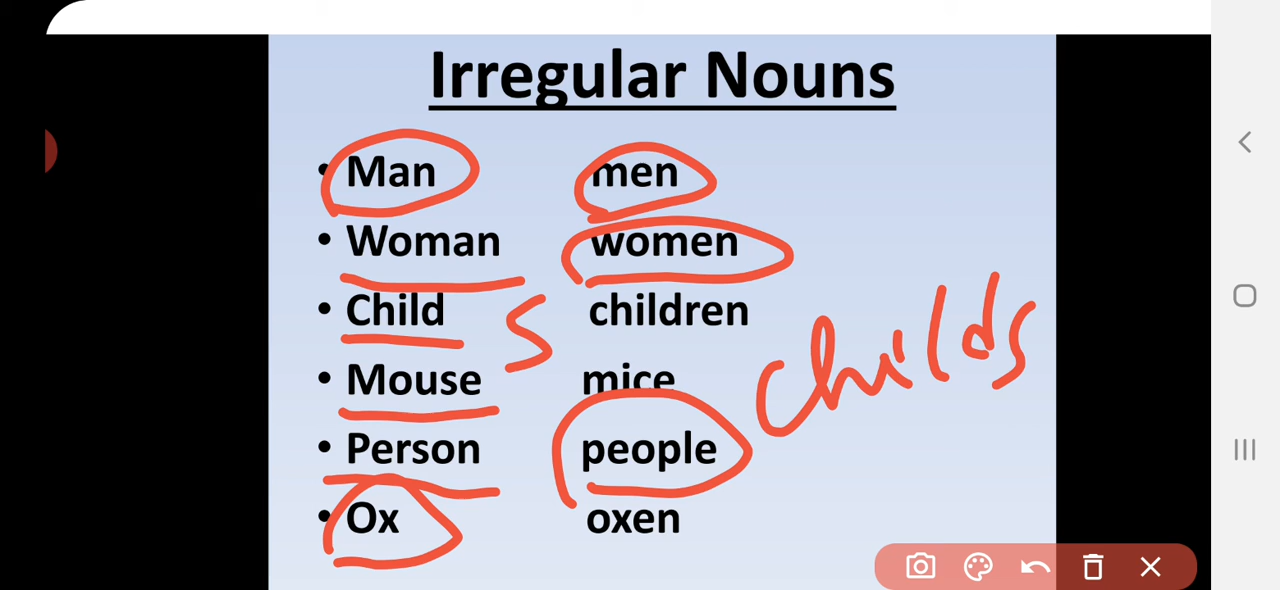 Irregular Nouns
• Man men
• Woman women
• Child S children
• Mouse mice
childs
• Person people
• Ox oxen